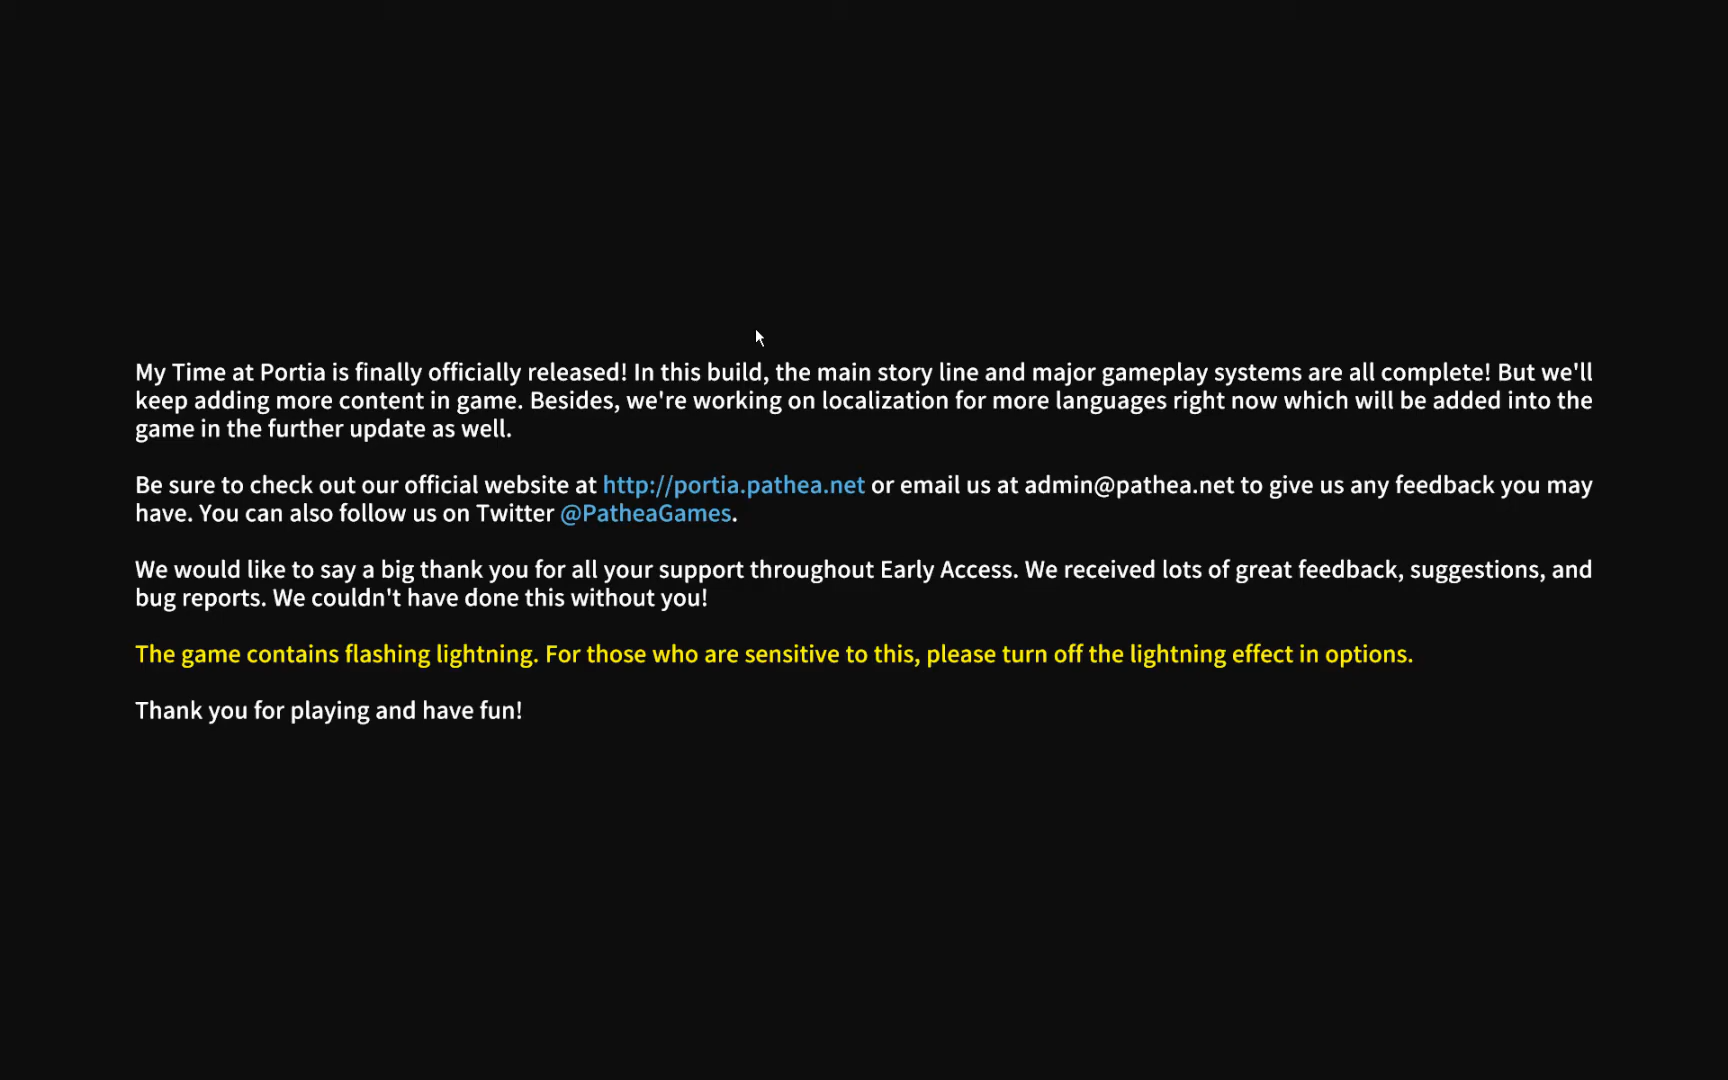 My Time at Portia is finally officially released! In this build, the main story line and major gameplay systems are all complete! But we'll
keep adding more content in game. Besides, we're working on localization for more languages right now which will be added into the
game in the further update as well.
Be sure to check out our official website at http://portia.pathea.net or email us at admin@pathea.net to give us any feedback you may
have. You can also follow us on Twitter @PatheaGames.
We would like to say a big thank you for all your support throughout Early Access. We received lots of great feedback, suggestions, and
bug reports. We couldn't have done this without you!
The game contains flashing lightning. For those who are sensitive to this, please turn off the lightning effect in options.
Thank you for playing and have fun!